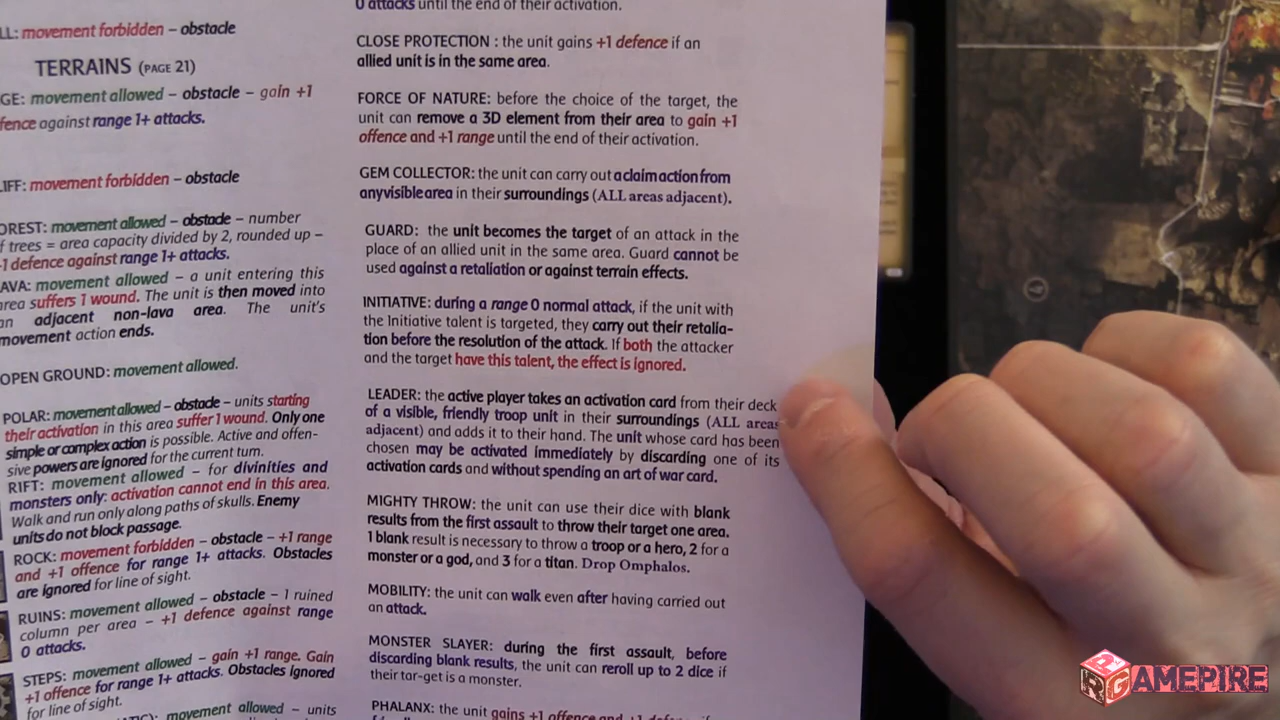 LL: movement forbidden – obstacle
TERRAINS (PAGE 21)
GE: movement allowed – obstacle – gain +1
fence against range 1+ attacks.
LIFF: movement forbidden – obstacle
OREST: movement allowed – obstacle – number
f trees = area capacity divided by 2, rounded up –
1 defence against range 1+ attacks.
AVA: movement allowed – a unit entering this
area suffers 1 wound. The unit is then moved into
an adjacent non-lava area. The unit's
movement action ends.
OPEN GROUND: movement allowed.
POLAR: movement allowed – obstacle – units starting
their activation in this area suffer 1 wound. Only one
simple or complex action is possible. Active and offen-
sive powers are ignored for the current turn.
RIFT: movement allowed – for divinities and
monsters only: activation cannot end in this area.
Walk and run only along paths of skulls. Enemy
units do not block passage.
ROCK: movement forbidden – obstacle – +1 range
and +1 offence for range 1+ attacks. Obstacles
are ignored for line of sight.
RUINS: movement allowed – obstacle – 1 ruined
column per area – +1 defence against range
0 attacks.
STEPS: movement allowed – gain +1 range. Gain
+1 offence for range 1+ attacks. Obstacles ignored
for line of sight.
movement allowed – units
0 attacks until the end of their activation.
CLOSE PROTECTION : the unit gains +1 defence if an
allied unit is in the same area.
FORCE OF NATURE: before the choice of the target, the
unit can remove a 3D element from their area to gain +1
offence and +1 range until the end of their activation.
GEM COLLECTOR: the unit can carry out a claim action from
any visible area in their surroundings (ALL areas adjacent).
GUARD: the unit becomes the target of an attack in the
place of an allied unit in the same area. Guard cannot be
used against a retaliation or against terrain effects.
INITIATIVE: during a range 0 normal attack, if the unit with
the Initiative talent is targeted, they carry out their retalia-
tion before the resolution of the attack. If both the attacker
and the target have this talent, the effect is ignored.
LEADER: the active player takes an activation card from their deck
of a visible, friendly troop unit in their surroundings (ALL areas
adjacent) and adds it to their hand. The unit whose card has been
chosen may be activated immediately by discarding one of its
activation cards and without spending an art of war card.
MIGHTY THROW: the unit can use their dice with blank
results from the first assault to throw their target one area.
1 blank result is necessary to throw a troop or a hero, 2 for a
monster or a god, and 3 for a titan. Drop Omphalos.
MOBILITY: the unit can walk even after having carried out
an attack.
MONSTER SLAYER: during the first assault, before
discarding blank results, the unit can reroll up to 2 dice if
their tar-get is a monster.
PHALANX: the unit gains +1 offence and +1 defence if
GAMEPIRE